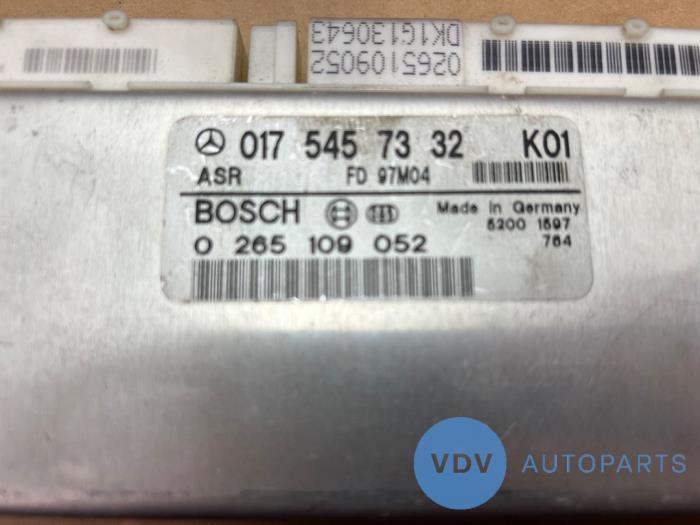 0265109052
DK1G130643
017 545 73 32 K01
ASR FD 97M04
BOSCH Made in Germany
5200 1597
0 265 109 052 764
VDV AUTOPARTS